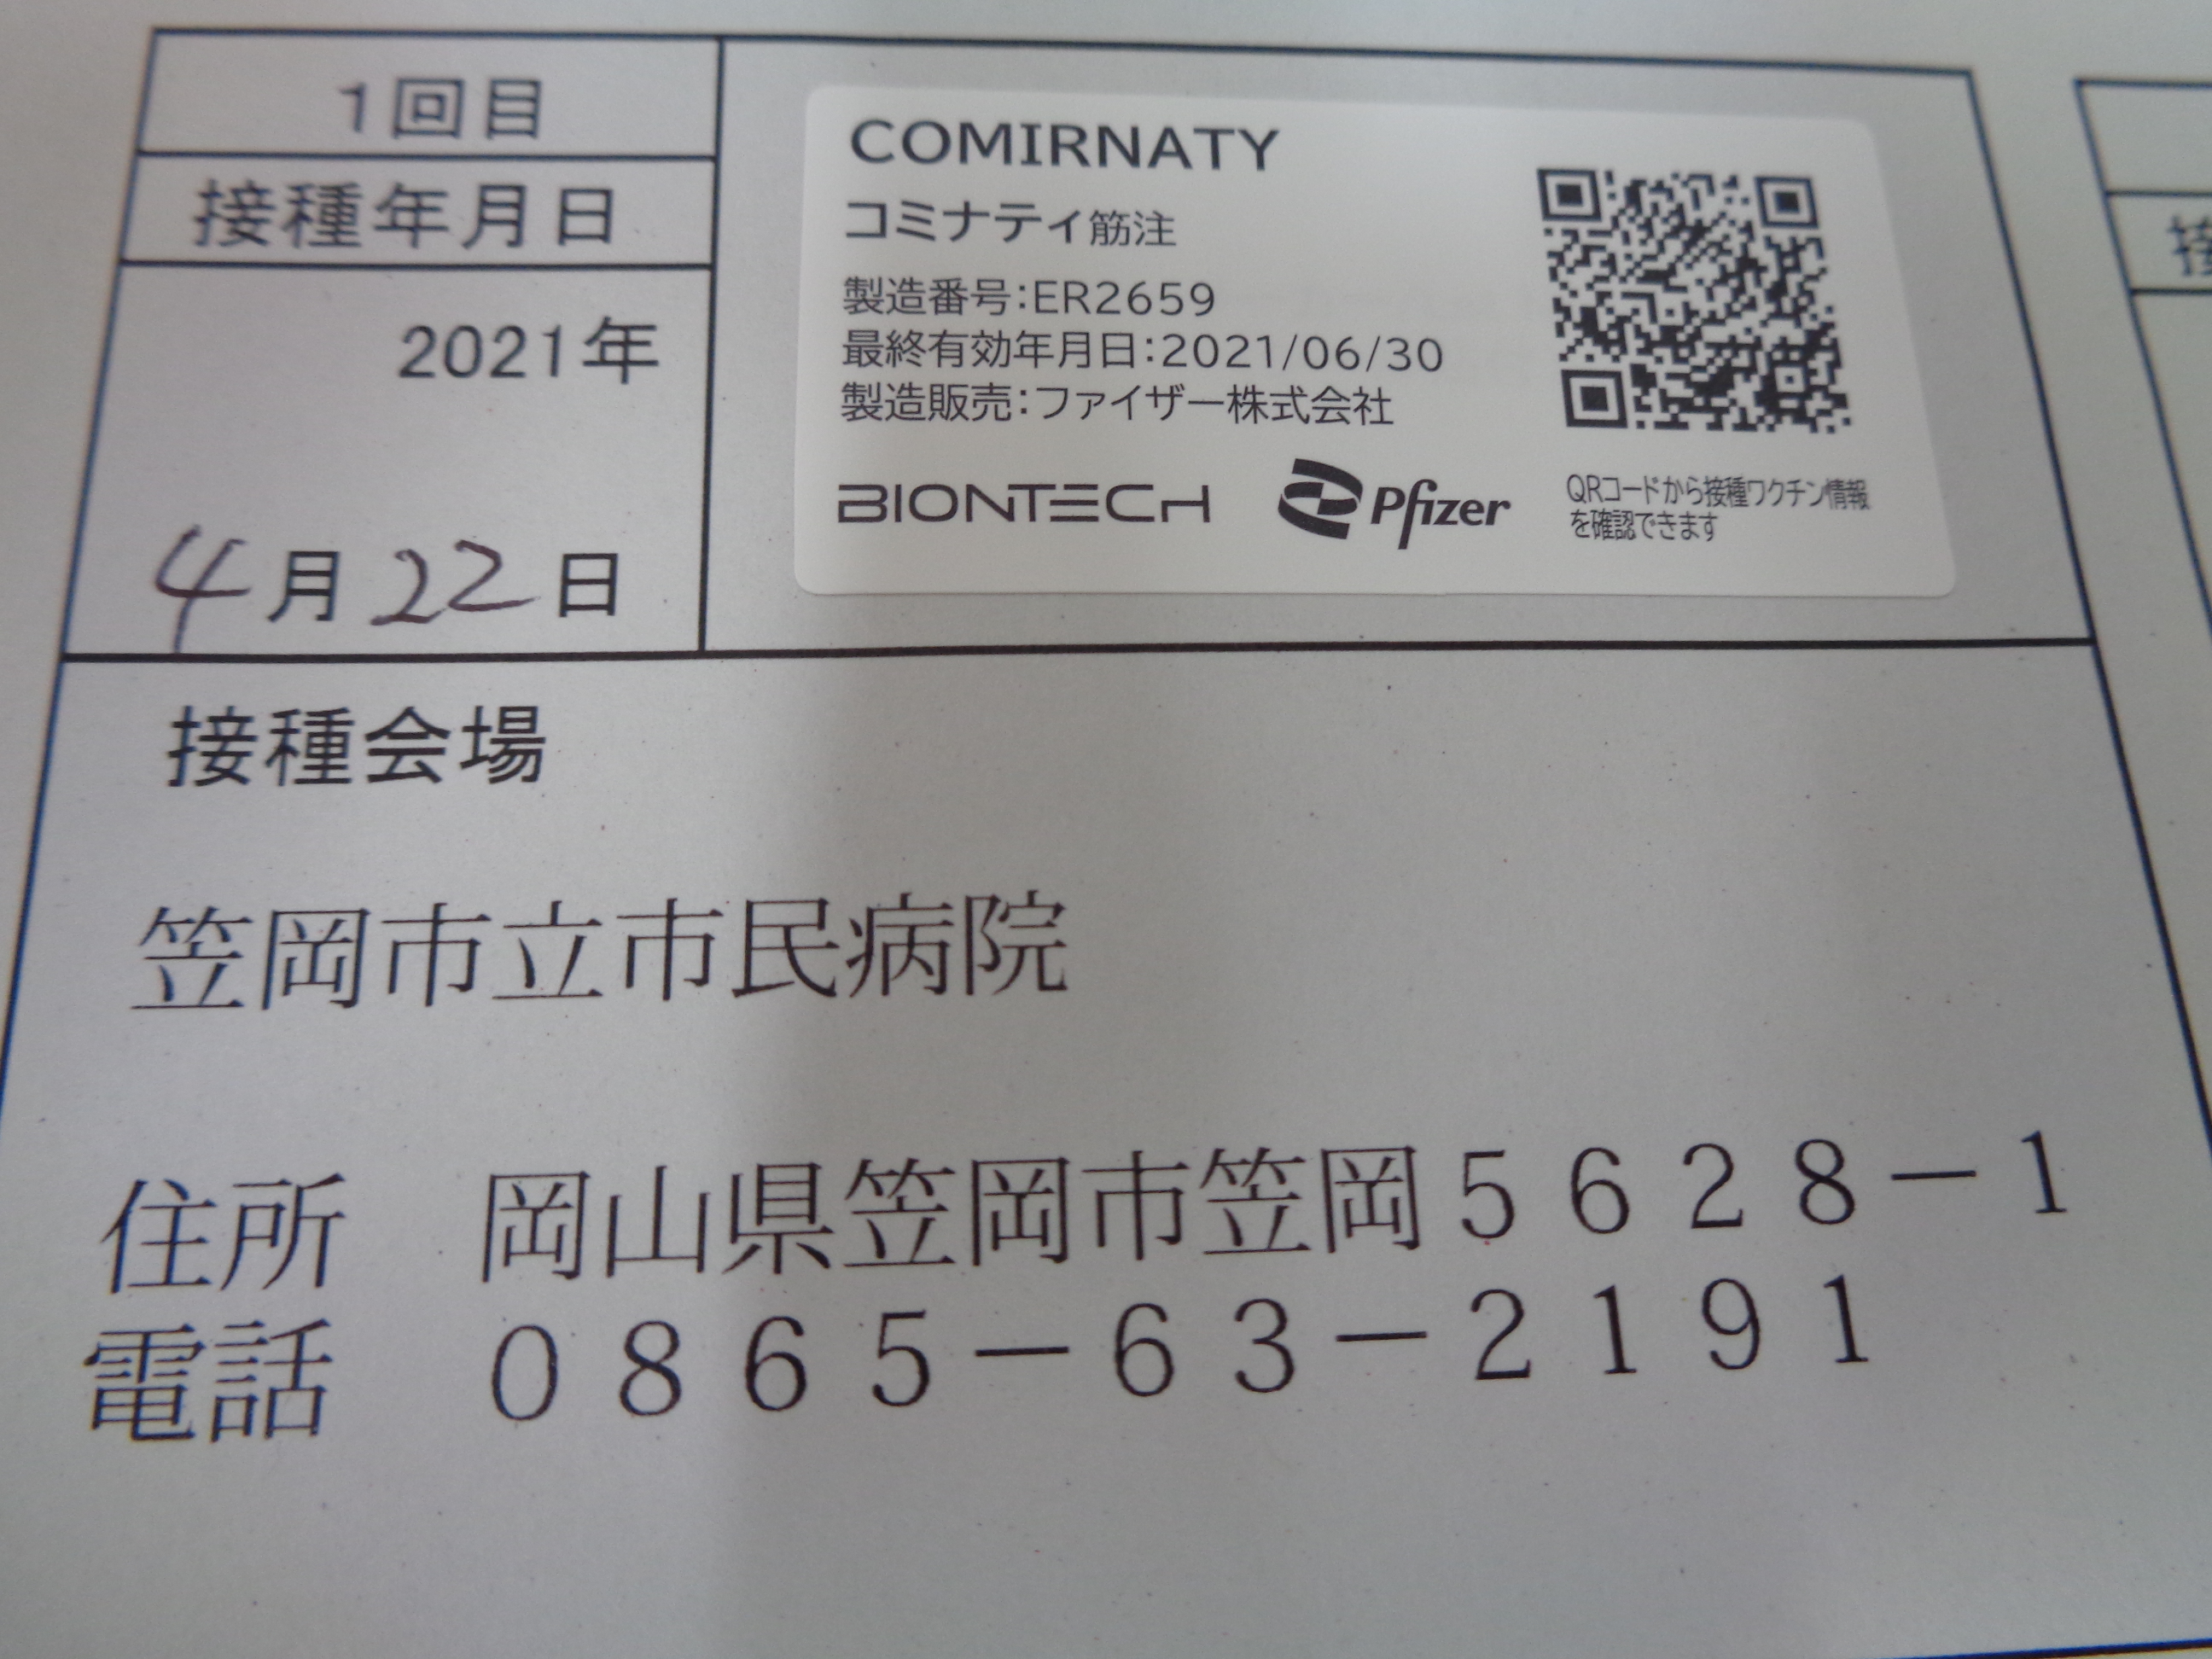 1回目
接種年月日
2021年
4月22日
COMIRNATY
コミナティ筋注
製造番号:ER2659
最終有効年月日:2021/06/30
製造販売:ファイザー株式会社
BIONTECH Pfizer
QRコードから接種ワクチン情報
を確認できます
接種会場
笠岡市立市民病院
住所　岡山県笠岡市笠岡5628－1
電話　0865－63－2191
接